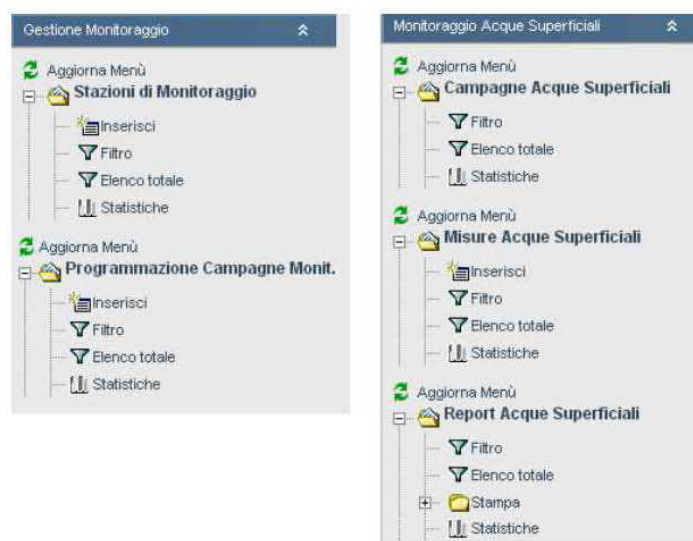 Gestione Monitoraggio
Aggiorna Menù
Stazioni di Monitoraggio
Inserisci
Filtro
Elenco totale
Statistiche
Aggiorna Menù
Programmazione Campagne Monit.
Inserisci
Filtro
Elenco totale
Statistiche
Monitoraggio Acque Superficiali
Aggiorna Menù
Campagne Acque Superficiali
Filtro
Elenco totale
Statistiche
Aggiorna Menù
Misure Acque Superficiali
Inserisci
Filtro
Elenco totale
Statistiche
Aggiorna Menù
Report Acque Superficiali
Filtro
Elenco totale
Stampa
Statistiche